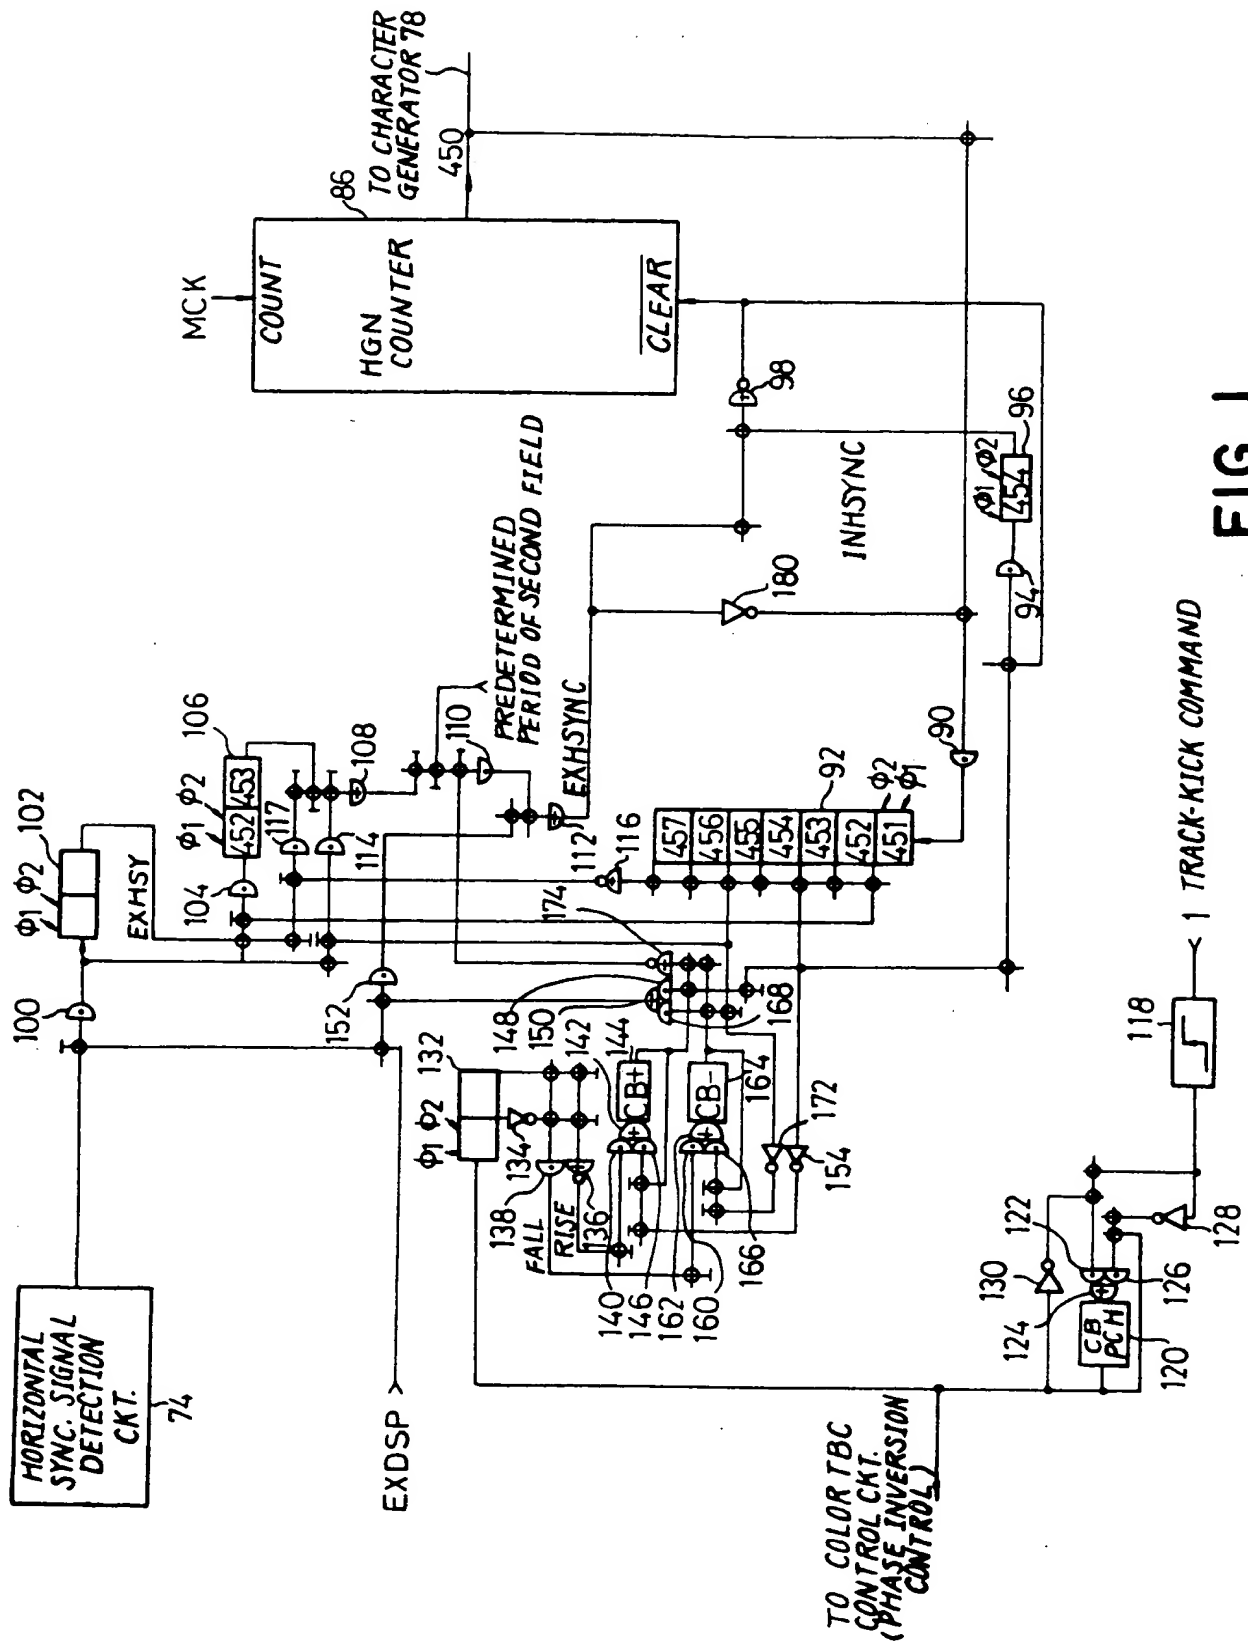 HORIZONTAL
SYNC. SIGNAL
DETECTION
CKT.
74
EXDSP
TO COLOR TBC
CONTROL CKT.
(PHASE INVERSION
CONTROL)
100
Φ1 Φ2
102
EXHSY
104
Φ1 Φ2
106
452 453
117
114
108
110
112
PREDETERMINED
PERIOD OF SECOND FIELD
EXHSYNC
MCK
COUNT
HGN
COUNTER
CLEAR
86
450
TO CHARACTER
GENERATOR 78
98
180
INHSYNC
Φ1 Φ2
454
96
94
90
92
116
457
456
455
454
453
452
451
Φ2
Φ1
152
132
Φ1 Φ2
134
138
136
FALL
RISE
140
146
162
160
142
144
CB+
CB-
164
166
148
150
174
168
172
154
118
1 TRACK-KICK COMMAND
122
124
126
128
130
CB
PCH
120
FIG. 1